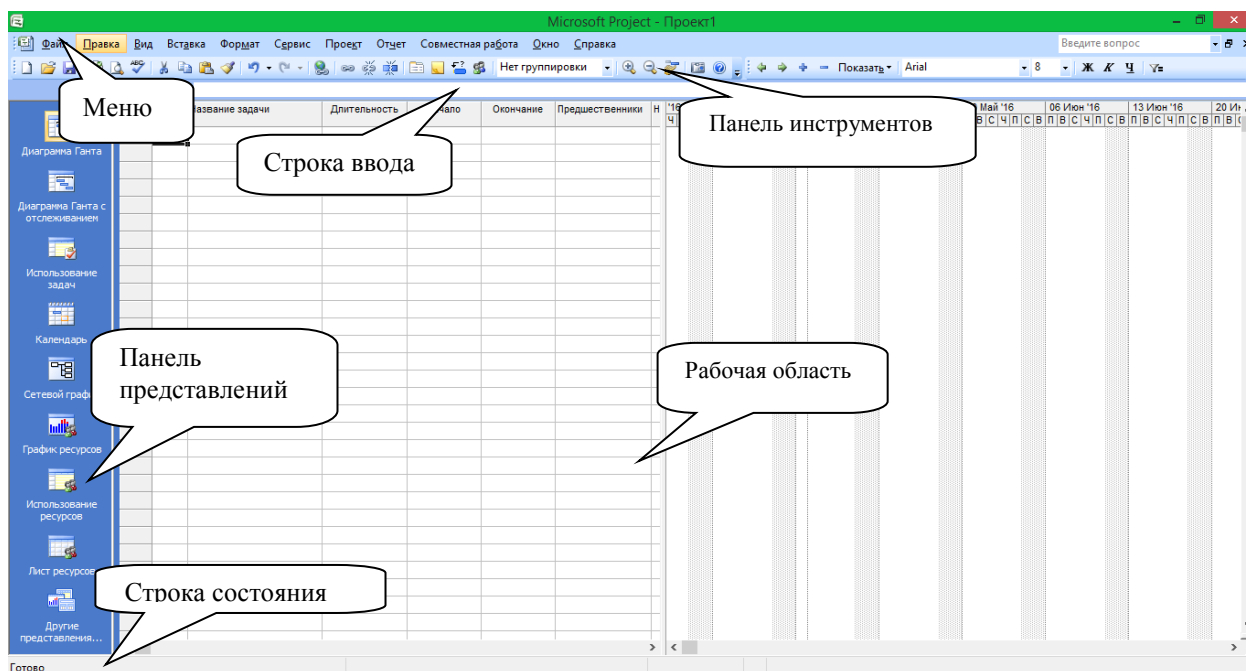 Microsoft Project - Проект1
Правка Вид Вставка Формат Сервис Проект Отчет Совместная работа Окно Справка
Введите вопрос
Нет группировки
Показать
Arial
8
Ж К Ч
Меню
Название задачи
Длительность
Окончание
Предшественники
Н
'16
Май '16
06 Июн '16
13 Июн '16
Ч
В С Ч П С В П В С Ч П С В П В С Ч П С В П В
Панель инструментов
Строка ввода
Диаграмма Ганта
Диаграмма Ганта с
отслеживанием
Использование
задач
Календарь
Панель
представлений
Рабочая область
Сетевой
График ресурсов
Использование
ресурсов
Лист ресурсов
Строка состояния
Другие
представления...
Готово